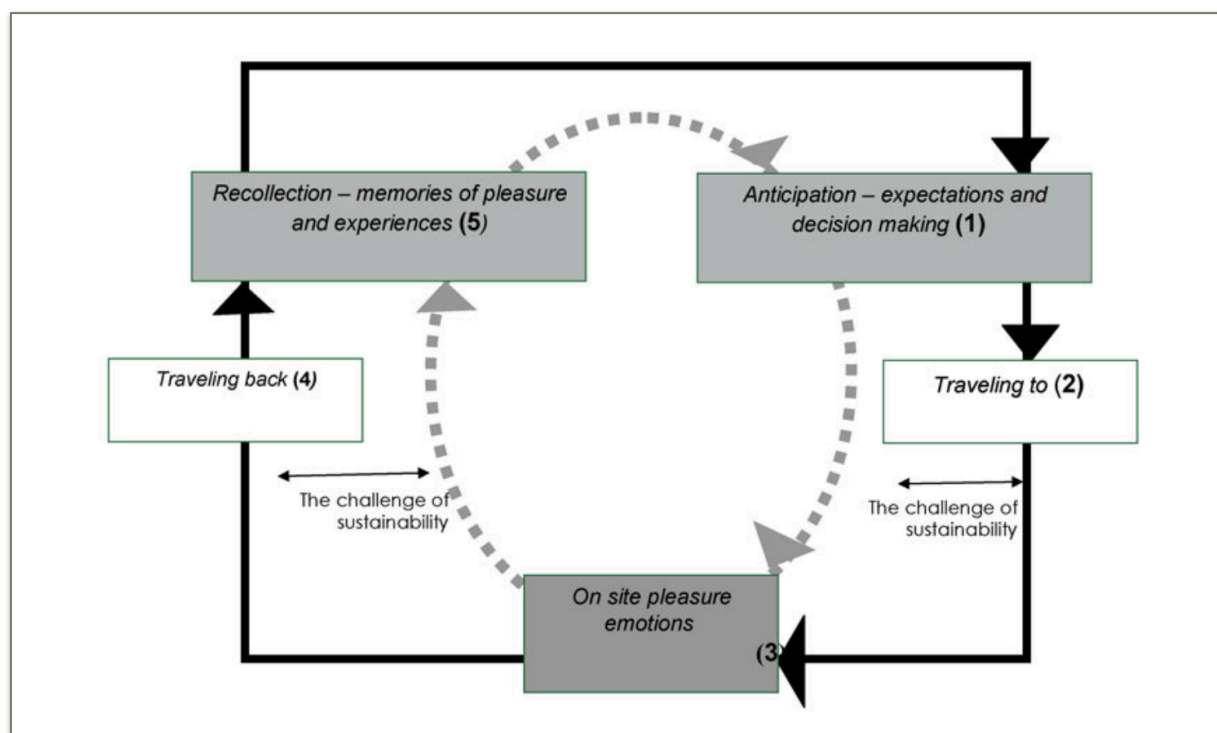 Recollection – memories of pleasure
and experiences (5)
Anticipation – expectations and
decision making (1)
Traveling back (4)
Traveling to (2)
The challenge of
sustainability
The challenge of
sustainability
On site pleasure
emotions
(3)